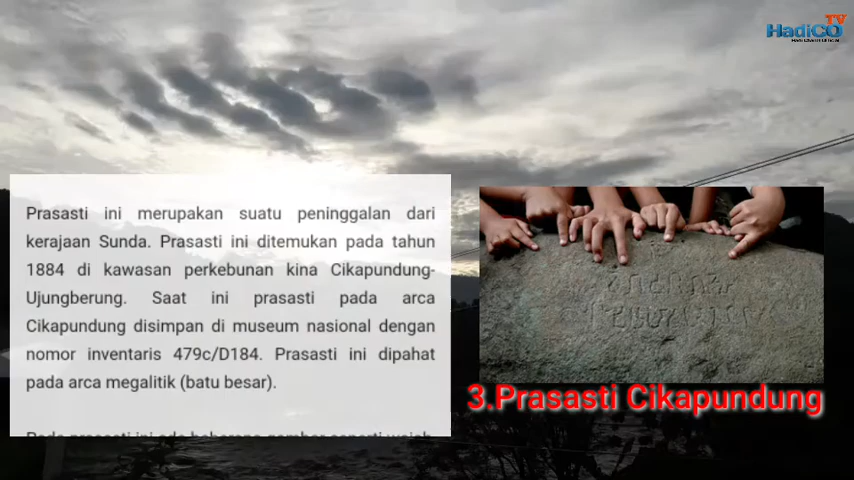 TV
HadiCO
Prasasti ini merupakan suatu peninggalan dari
kerajaan Sunda. Prasasti ini ditemukan pada tahun
1884 di kawasan perkebunan kina Cikapundung-
Ujungberung. Saat ini prasasti pada arca
Cikapundung disimpan di museum nasional dengan
nomor inventaris 479c/D184. Prasasti ini dipahat
pada arca megalitik (batu besar).
3.Prasasti Cikapundung